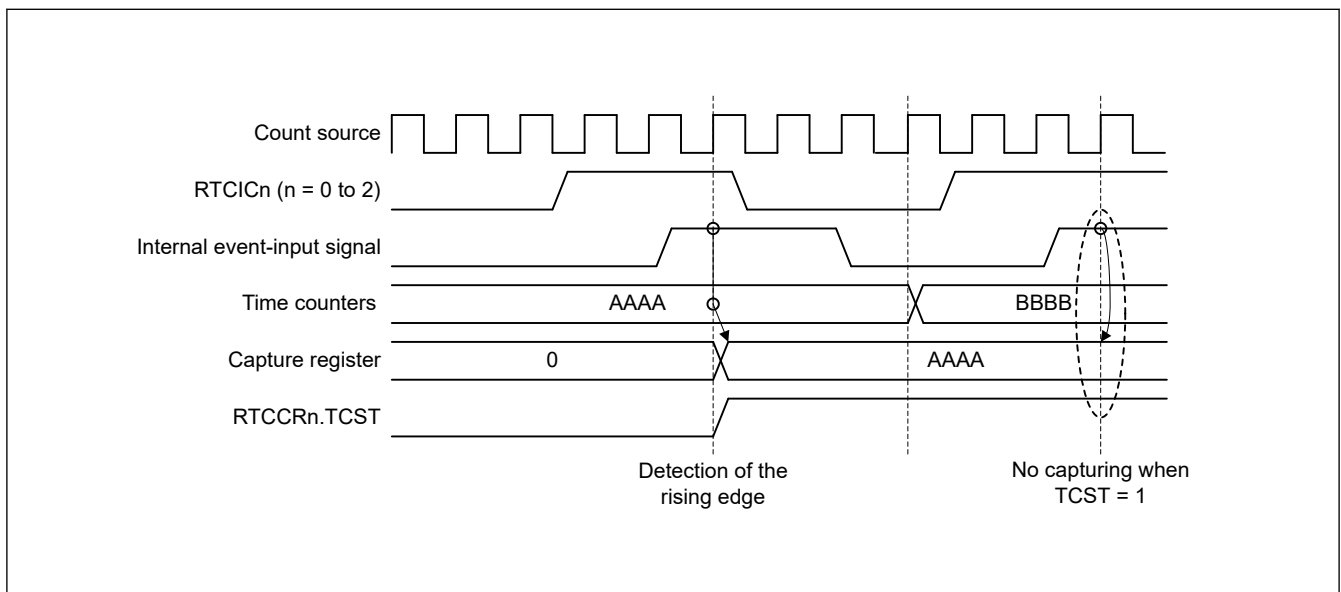 Count source
RTCICn (n = 0 to 2)
Internal event-input signal
Time counters
AAAA
BBBB
Capture register
0
AAAA
RTCCRn.TCST
Detection of the
rising edge
No capturing when
TCST = 1